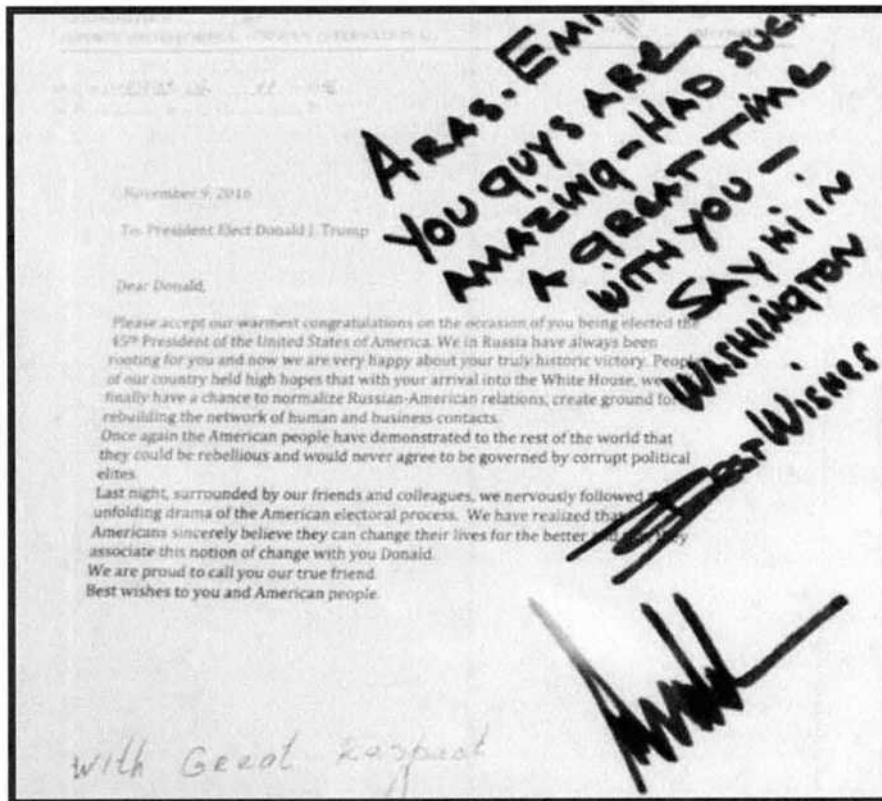 November 9, 2016
To: President Elect Donald J. Trump
Dear Donald,
Please accept our warmest congratulations on the occasion of you being elected the
45th President of the United States of America. We in Russia have always been
rooting for you and now we are very happy about your truly historic victory. Peop
of our country held high hopes that with your arrival into the White House, we
finally have a chance to normalize Russian-American relations, create ground for
rebuilding the network of human and business contacts.
Once again the American people have demonstrated to the rest of the world that
they could be rebellious and would never agree to be governed by corrupt political
elites.
Last night, surrounded by our friends and colleagues, we nervously followed
unfolding drama of the American electoral process. We have realized that
Americans sincerely believe they can change their lives for the better they
associate this notion of change with you Donald.
We are proud to call you our true friend.
Best wishes to you and American people.
With Great Respect
ARAS - EMI
YOU GUYS ARE
AMAZING - HAD SUCH
A GREAT TIME
WITH YOU -
SAY HI IN
WASHINGTON
BEST WISHES